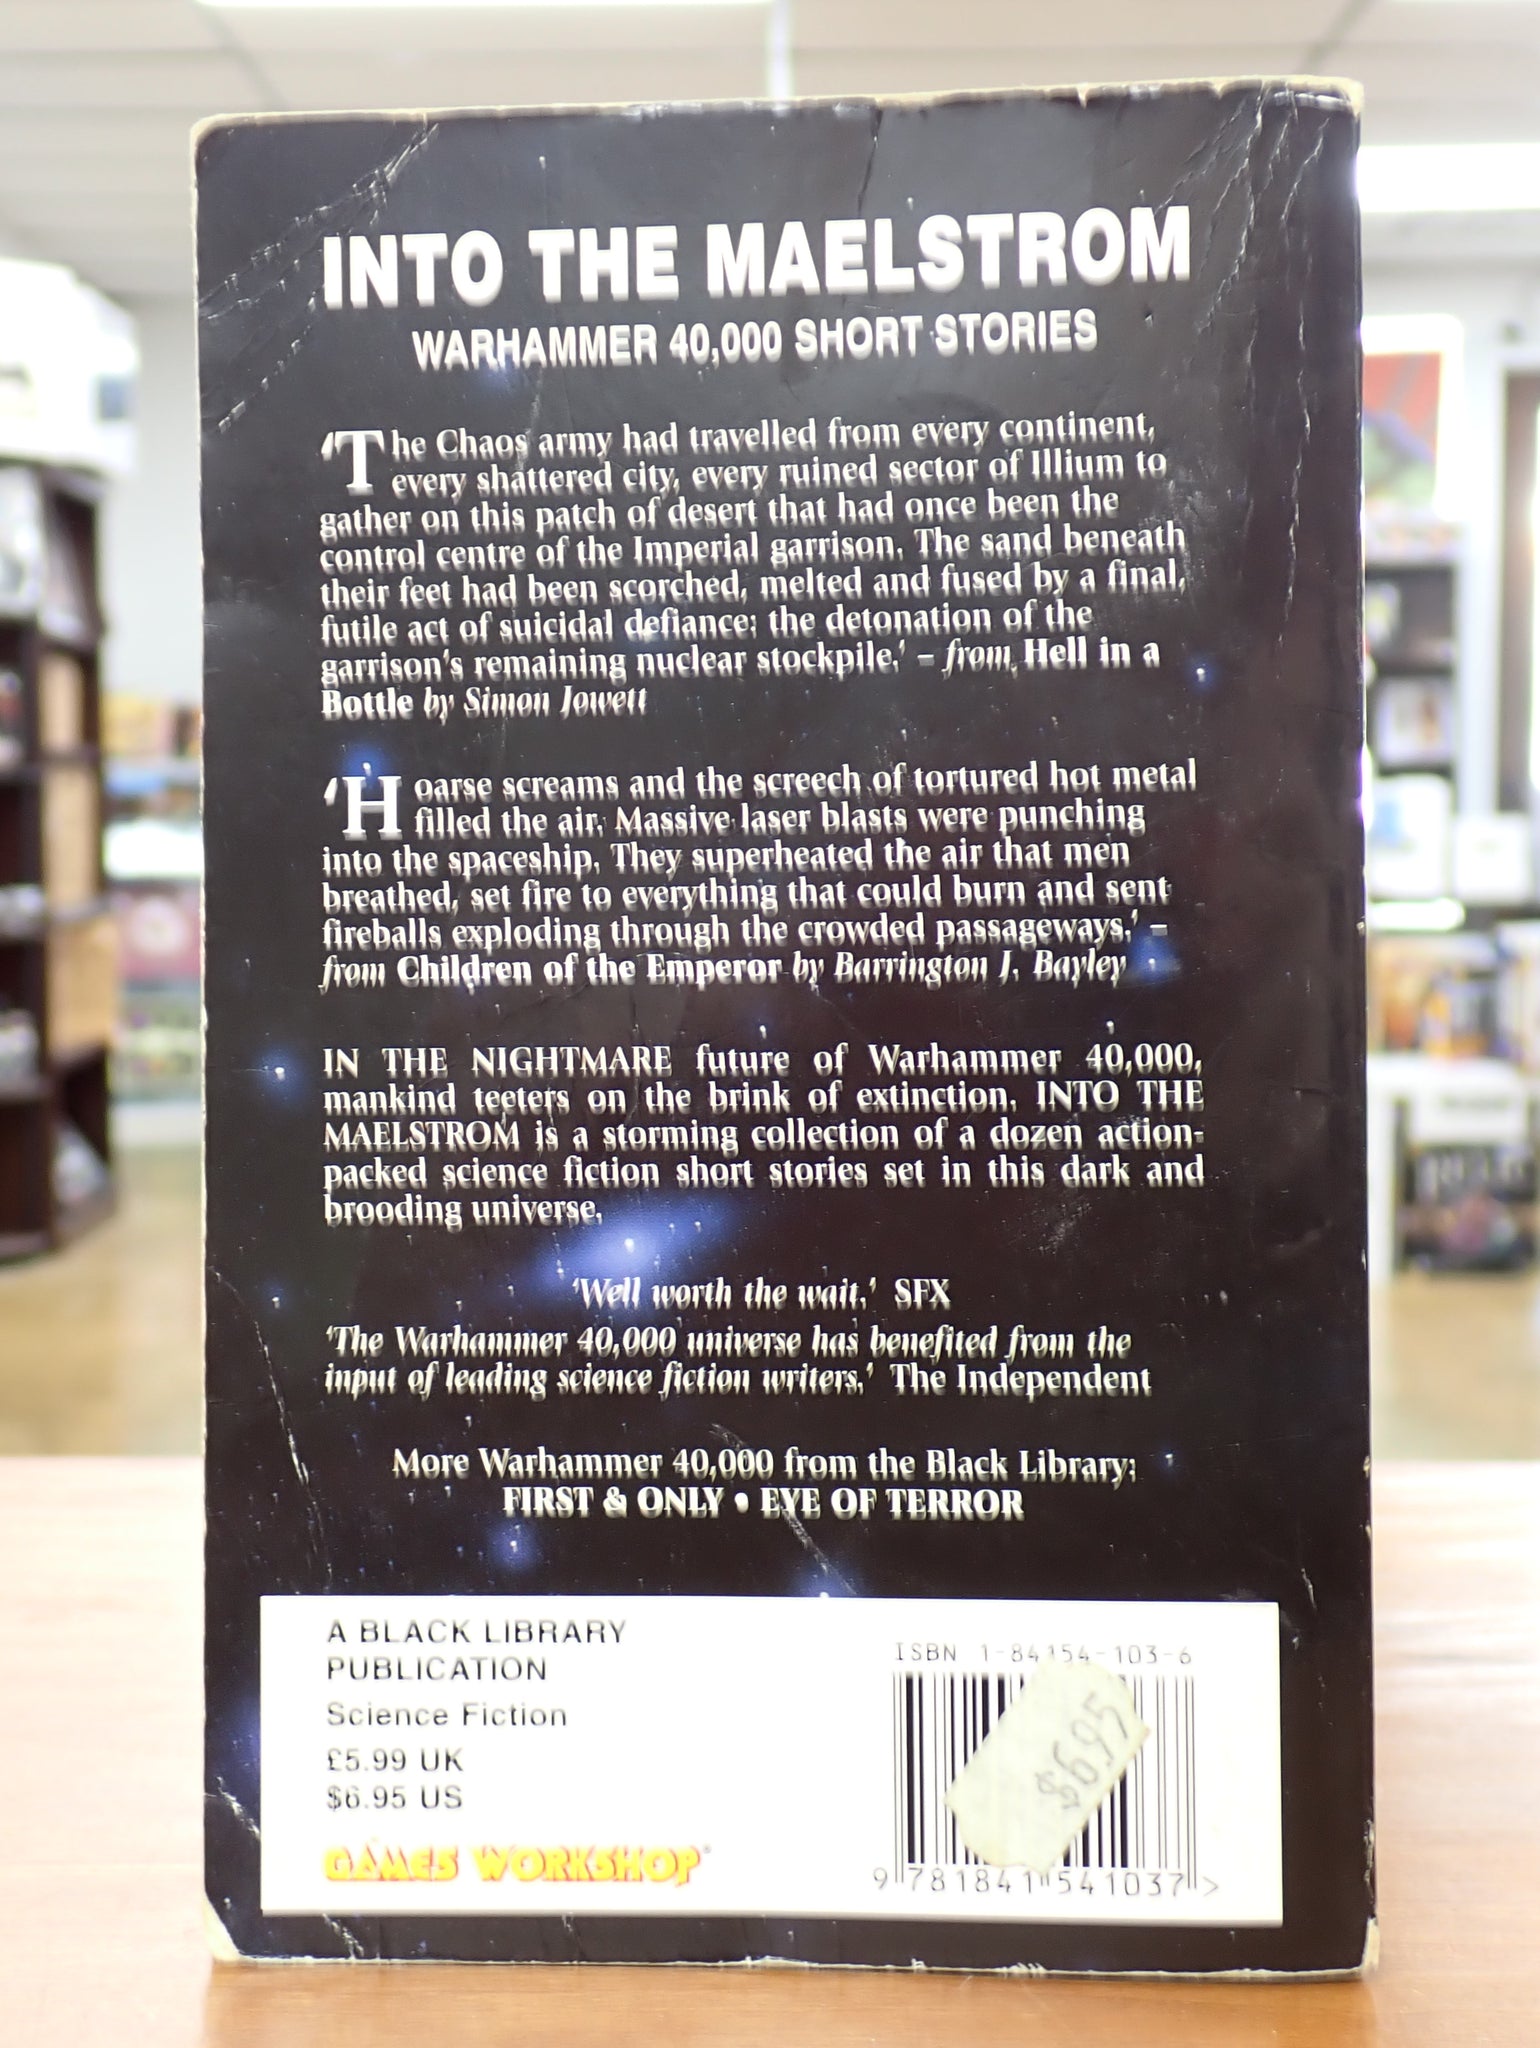 INTO THE MAELSTROM
WARHAMMER 40,000 SHORT STORIES
'The Chaos army had travelled from every continent,
every shattered city, every ruined sector of Illium to
gather on this patch of desert that had once been the
control centre of the Imperial garrison. The sand beneath
their feet had been scorched, melted and fused by a final,
futile act of suicidal defiance: the detonation of the
garrison's remaining nuclear stockpile.' – from Hell in a
Bottle by Simon Jowett
'Hoarse screams and the screech of tortured hot metal
filled the air. Massive laser blasts were punching
into the spaceship. They superheated the air that men
breathed, set fire to everything that could burn and sent
fireballs exploding through the crowded passageways.' –
from Children of the Emperor by Barrington J. Bayley
IN THE NIGHTMARE future of Warhammer 40,000,
mankind teeters on the brink of extinction. INTO THE
MAELSTROM is a storming collection of a dozen action-
packed science fiction short stories set in this dark and
brooding universe.
'Well worth the wait.' SFX
'The Warhammer 40,000 universe has benefited from the
input of leading science fiction writers.' The Independent
More Warhammer 40,000 from the Black Library:
FIRST & ONLY • EYE OF TERROR
A BLACK LIBRARY
PUBLICATION
Science Fiction
£5.99 UK
$6.95 US
GAMES WORKSHOP®
ISBN 1-84154-103-6
$6.95
9 781841 541037 >